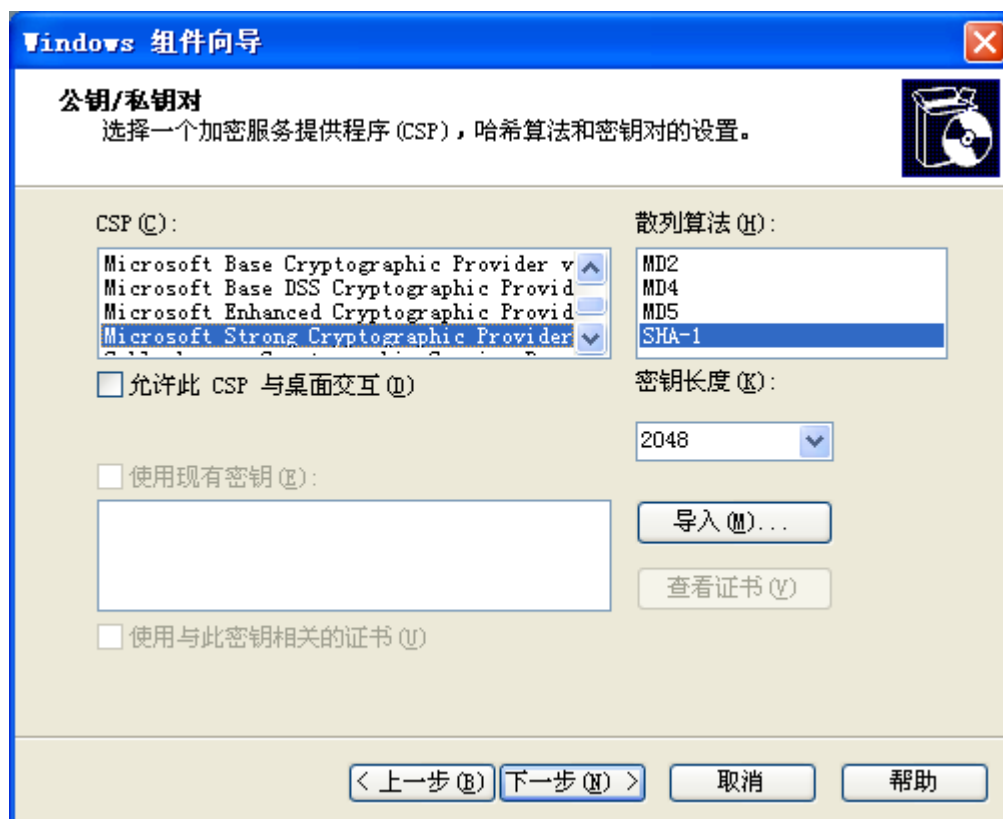 Windows 组件向导
公钥/私钥对
选择一个加密服务提供程序(CSP)，哈希算法和密钥对的设置。
CSP(C):
Microsoft Base Cryptographic Provider v
Microsoft Base DSS Cryptographic Provid
Microsoft Enhanced Cryptographic Provid
Microsoft Strong Cryptographic Provider
允许此 CSP 与桌面交互(D)
使用现有密钥(E):
使用与此密钥相关的证书(U)
散列算法(H):
MD2
MD4
MD5
SHA-1
密钥长度(K):
2048
导入(M)...
查看证书(V)
< 上一步(B)
下一步(N) >
取消
帮助